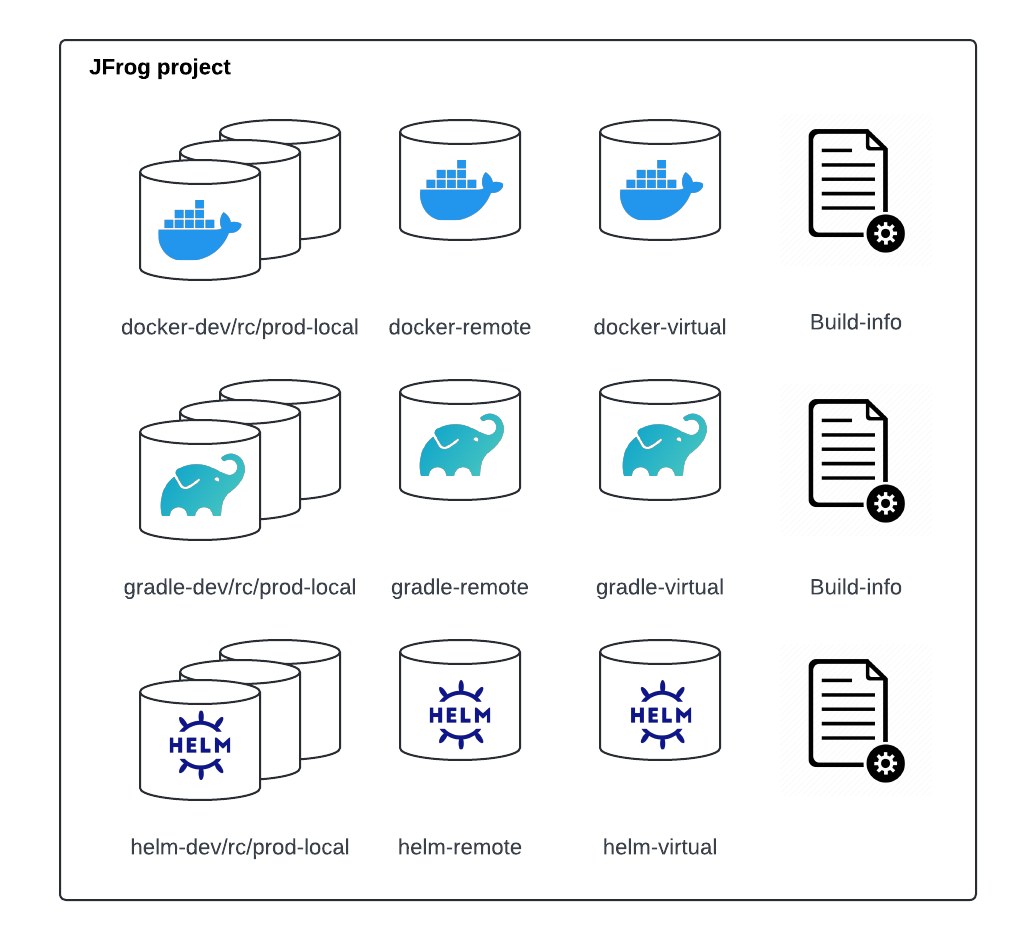 JFrog project
docker-dev/rc/prod-local
docker-remote
docker-virtual
Build-info
gradle-dev/rc/prod-local
gradle-remote
gradle-virtual
Build-info
HELM
HELM
HELM
helm-dev/rc/prod-local
helm-remote
helm-virtual